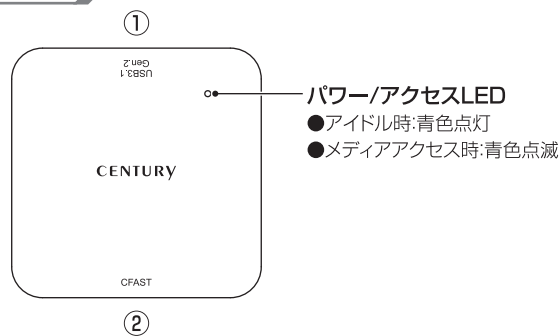 ①
USB3.1
Gen.2
パワー/アクセスLED
●アイドル時:青色点灯
●メディアアクセス時:青色点滅
CENTURY
CFAST
②